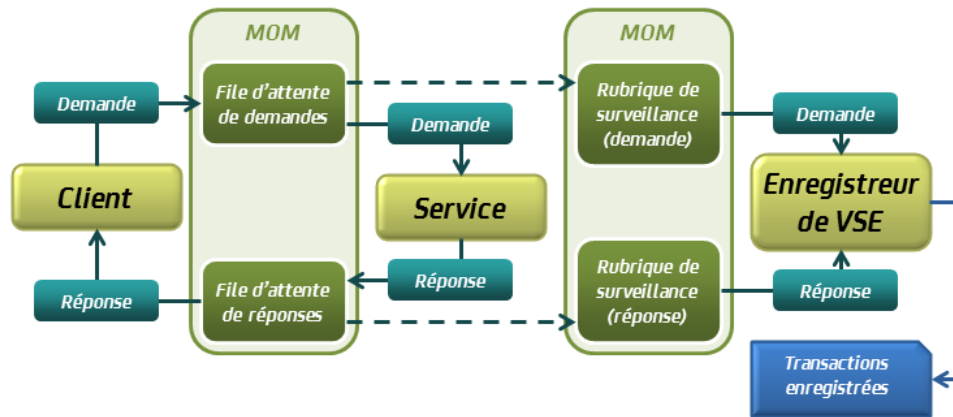 MOM
MOM
File d'attente
de demandes
Rubrique de
surveillance
(demande)
Demande
Demande
Demande
Client
Service
Enregistreur
de VSE
Réponse
File d'attente
de réponses
Réponse
Rubrique de
surveillance
(réponse)
Réponse
Transactions
enregistrées